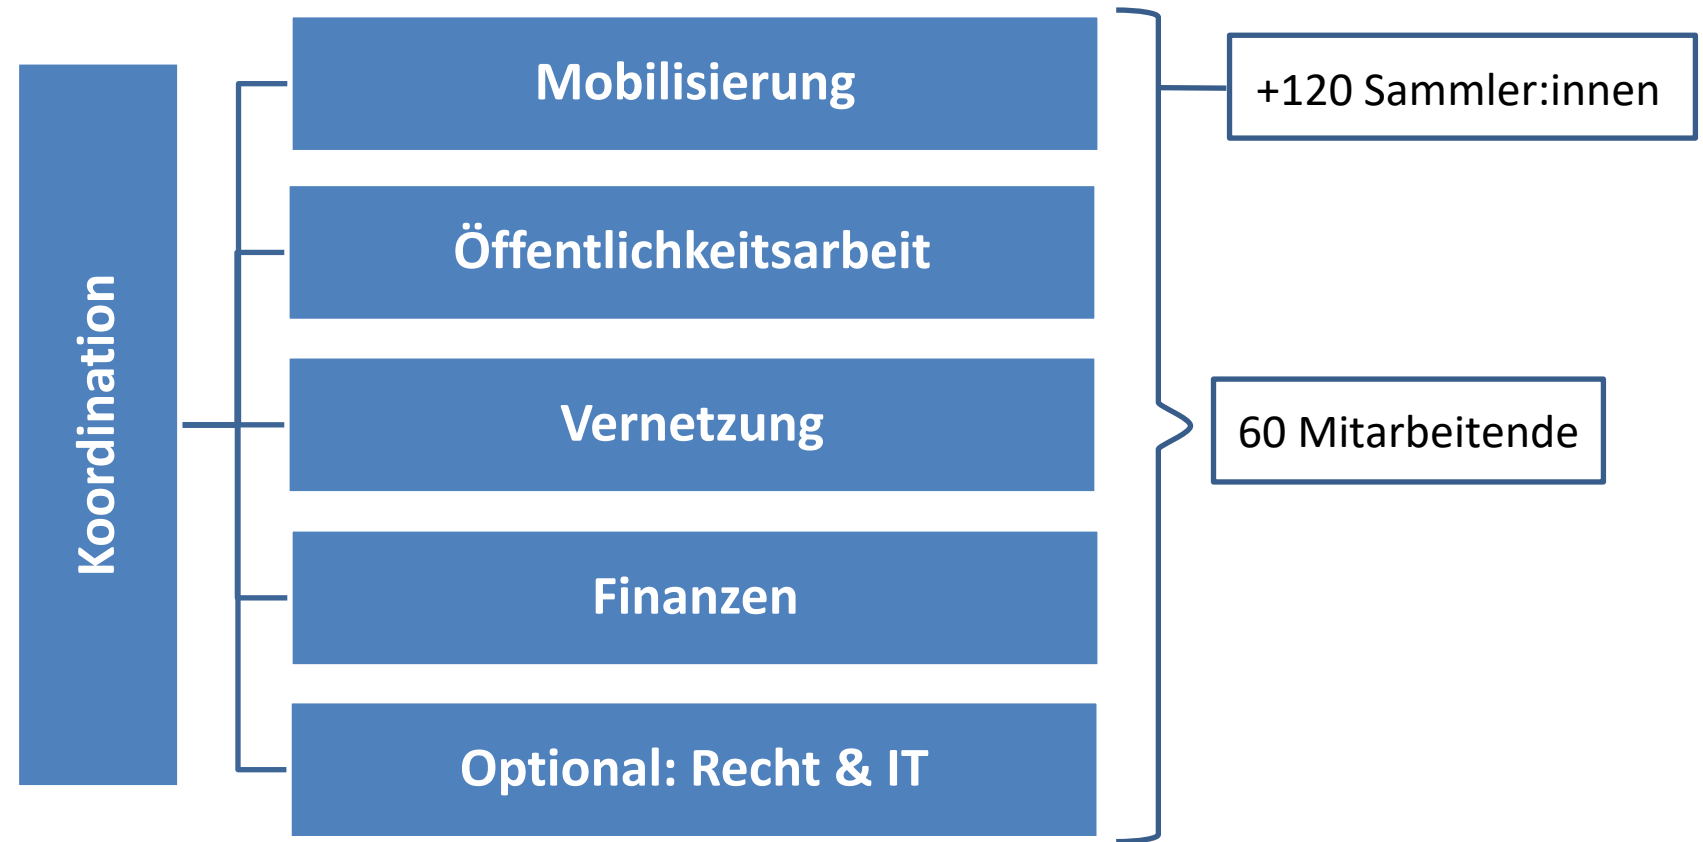 Koordination
Mobilisierung
Öffentlichkeitsarbeit
Vernetzung
Finanzen
Optional: Recht & IT
+120 Sammler:innen
60 Mitarbeitende